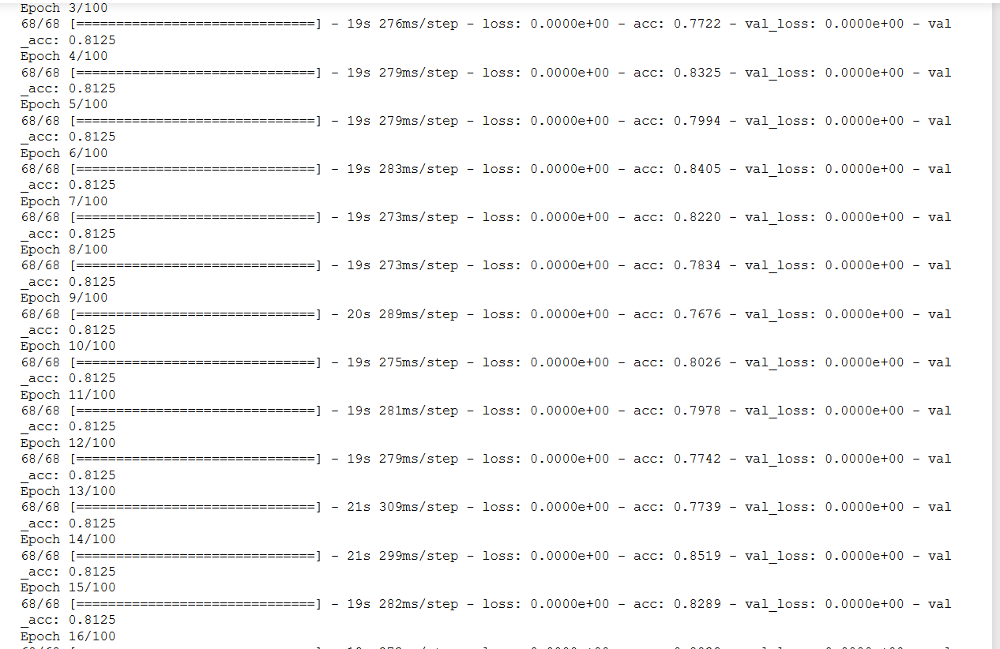 Epoch 3/100
68/68 [==============================] - 19s 276ms/step - loss: 0.0000e+00 - acc: 0.7722 - val_loss: 0.0000e+00 - val
_acc: 0.8125
Epoch 4/100
68/68 [==============================] - 19s 279ms/step - loss: 0.0000e+00 - acc: 0.8325 - val_loss: 0.0000e+00 - val
_acc: 0.8125
Epoch 5/100
68/68 [==============================] - 19s 279ms/step - loss: 0.0000e+00 - acc: 0.7994 - val_loss: 0.0000e+00 - val
_acc: 0.8125
Epoch 6/100
68/68 [==============================] - 19s 283ms/step - loss: 0.0000e+00 - acc: 0.8405 - val_loss: 0.0000e+00 - val
_acc: 0.8125
Epoch 7/100
68/68 [==============================] - 19s 273ms/step - loss: 0.0000e+00 - acc: 0.8220 - val_loss: 0.0000e+00 - val
_acc: 0.8125
Epoch 8/100
68/68 [==============================] - 19s 273ms/step - loss: 0.0000e+00 - acc: 0.7834 - val_loss: 0.0000e+00 - val
_acc: 0.8125
Epoch 9/100
68/68 [==============================] - 20s 289ms/step - loss: 0.0000e+00 - acc: 0.7676 - val_loss: 0.0000e+00 - val
_acc: 0.8125
Epoch 10/100
68/68 [==============================] - 19s 275ms/step - loss: 0.0000e+00 - acc: 0.8026 - val_loss: 0.0000e+00 - val
_acc: 0.8125
Epoch 11/100
68/68 [==============================] - 19s 281ms/step - loss: 0.0000e+00 - acc: 0.7978 - val_loss: 0.0000e+00 - val
_acc: 0.8125
Epoch 12/100
68/68 [==============================] - 19s 279ms/step - loss: 0.0000e+00 - acc: 0.7742 - val_loss: 0.0000e+00 - val
_acc: 0.8125
Epoch 13/100
68/68 [==============================] - 21s 309ms/step - loss: 0.0000e+00 - acc: 0.7739 - val_loss: 0.0000e+00 - val
_acc: 0.8125
Epoch 14/100
68/68 [==============================] - 21s 299ms/step - loss: 0.0000e+00 - acc: 0.8519 - val_loss: 0.0000e+00 - val
_acc: 0.8125
Epoch 15/100
68/68 [==============================] - 19s 282ms/step - loss: 0.0000e+00 - acc: 0.8289 - val_loss: 0.0000e+00 - val
_acc: 0.8125
Epoch 16/100